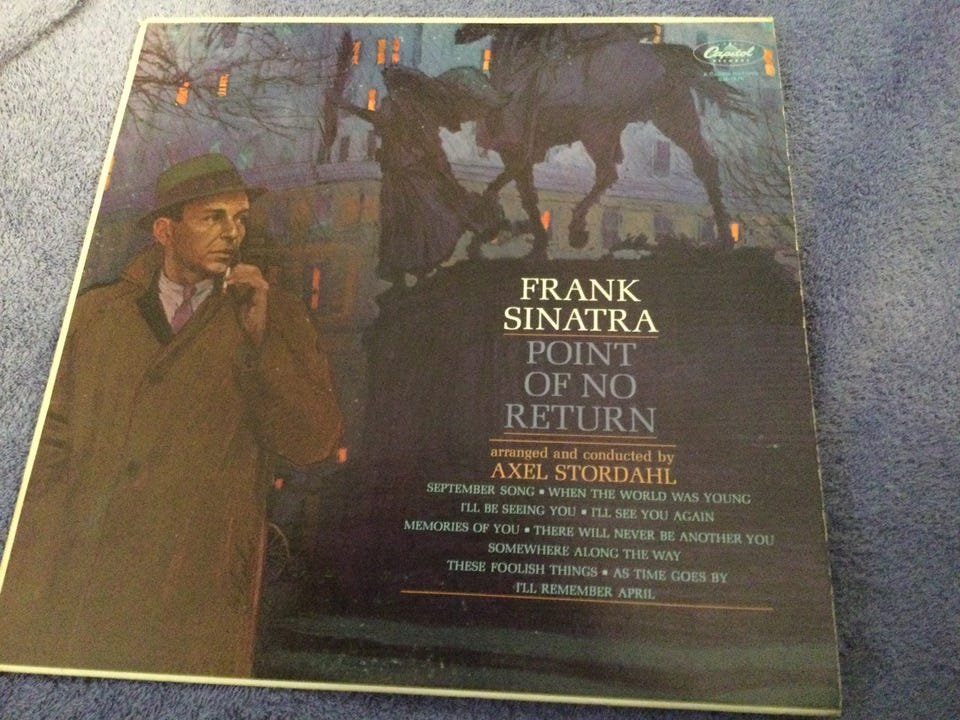 Capitol
RECORDS
FRANK
SINATRA
POINT
OF NO
RETURN
arranged and conducted by
AXEL STORDAHL
SEPTEMBER SONG • WHEN THE WORLD WAS YOUNG
I'LL BE SEEING YOU • I'LL SEE YOU AGAIN
MEMORIES OF YOU • THERE WILL NEVER BE ANOTHER YOU
SOMEWHERE ALONG THE WAY
THESE FOOLISH THINGS • AS TIME GOES BY
I'LL REMEMBER APRIL